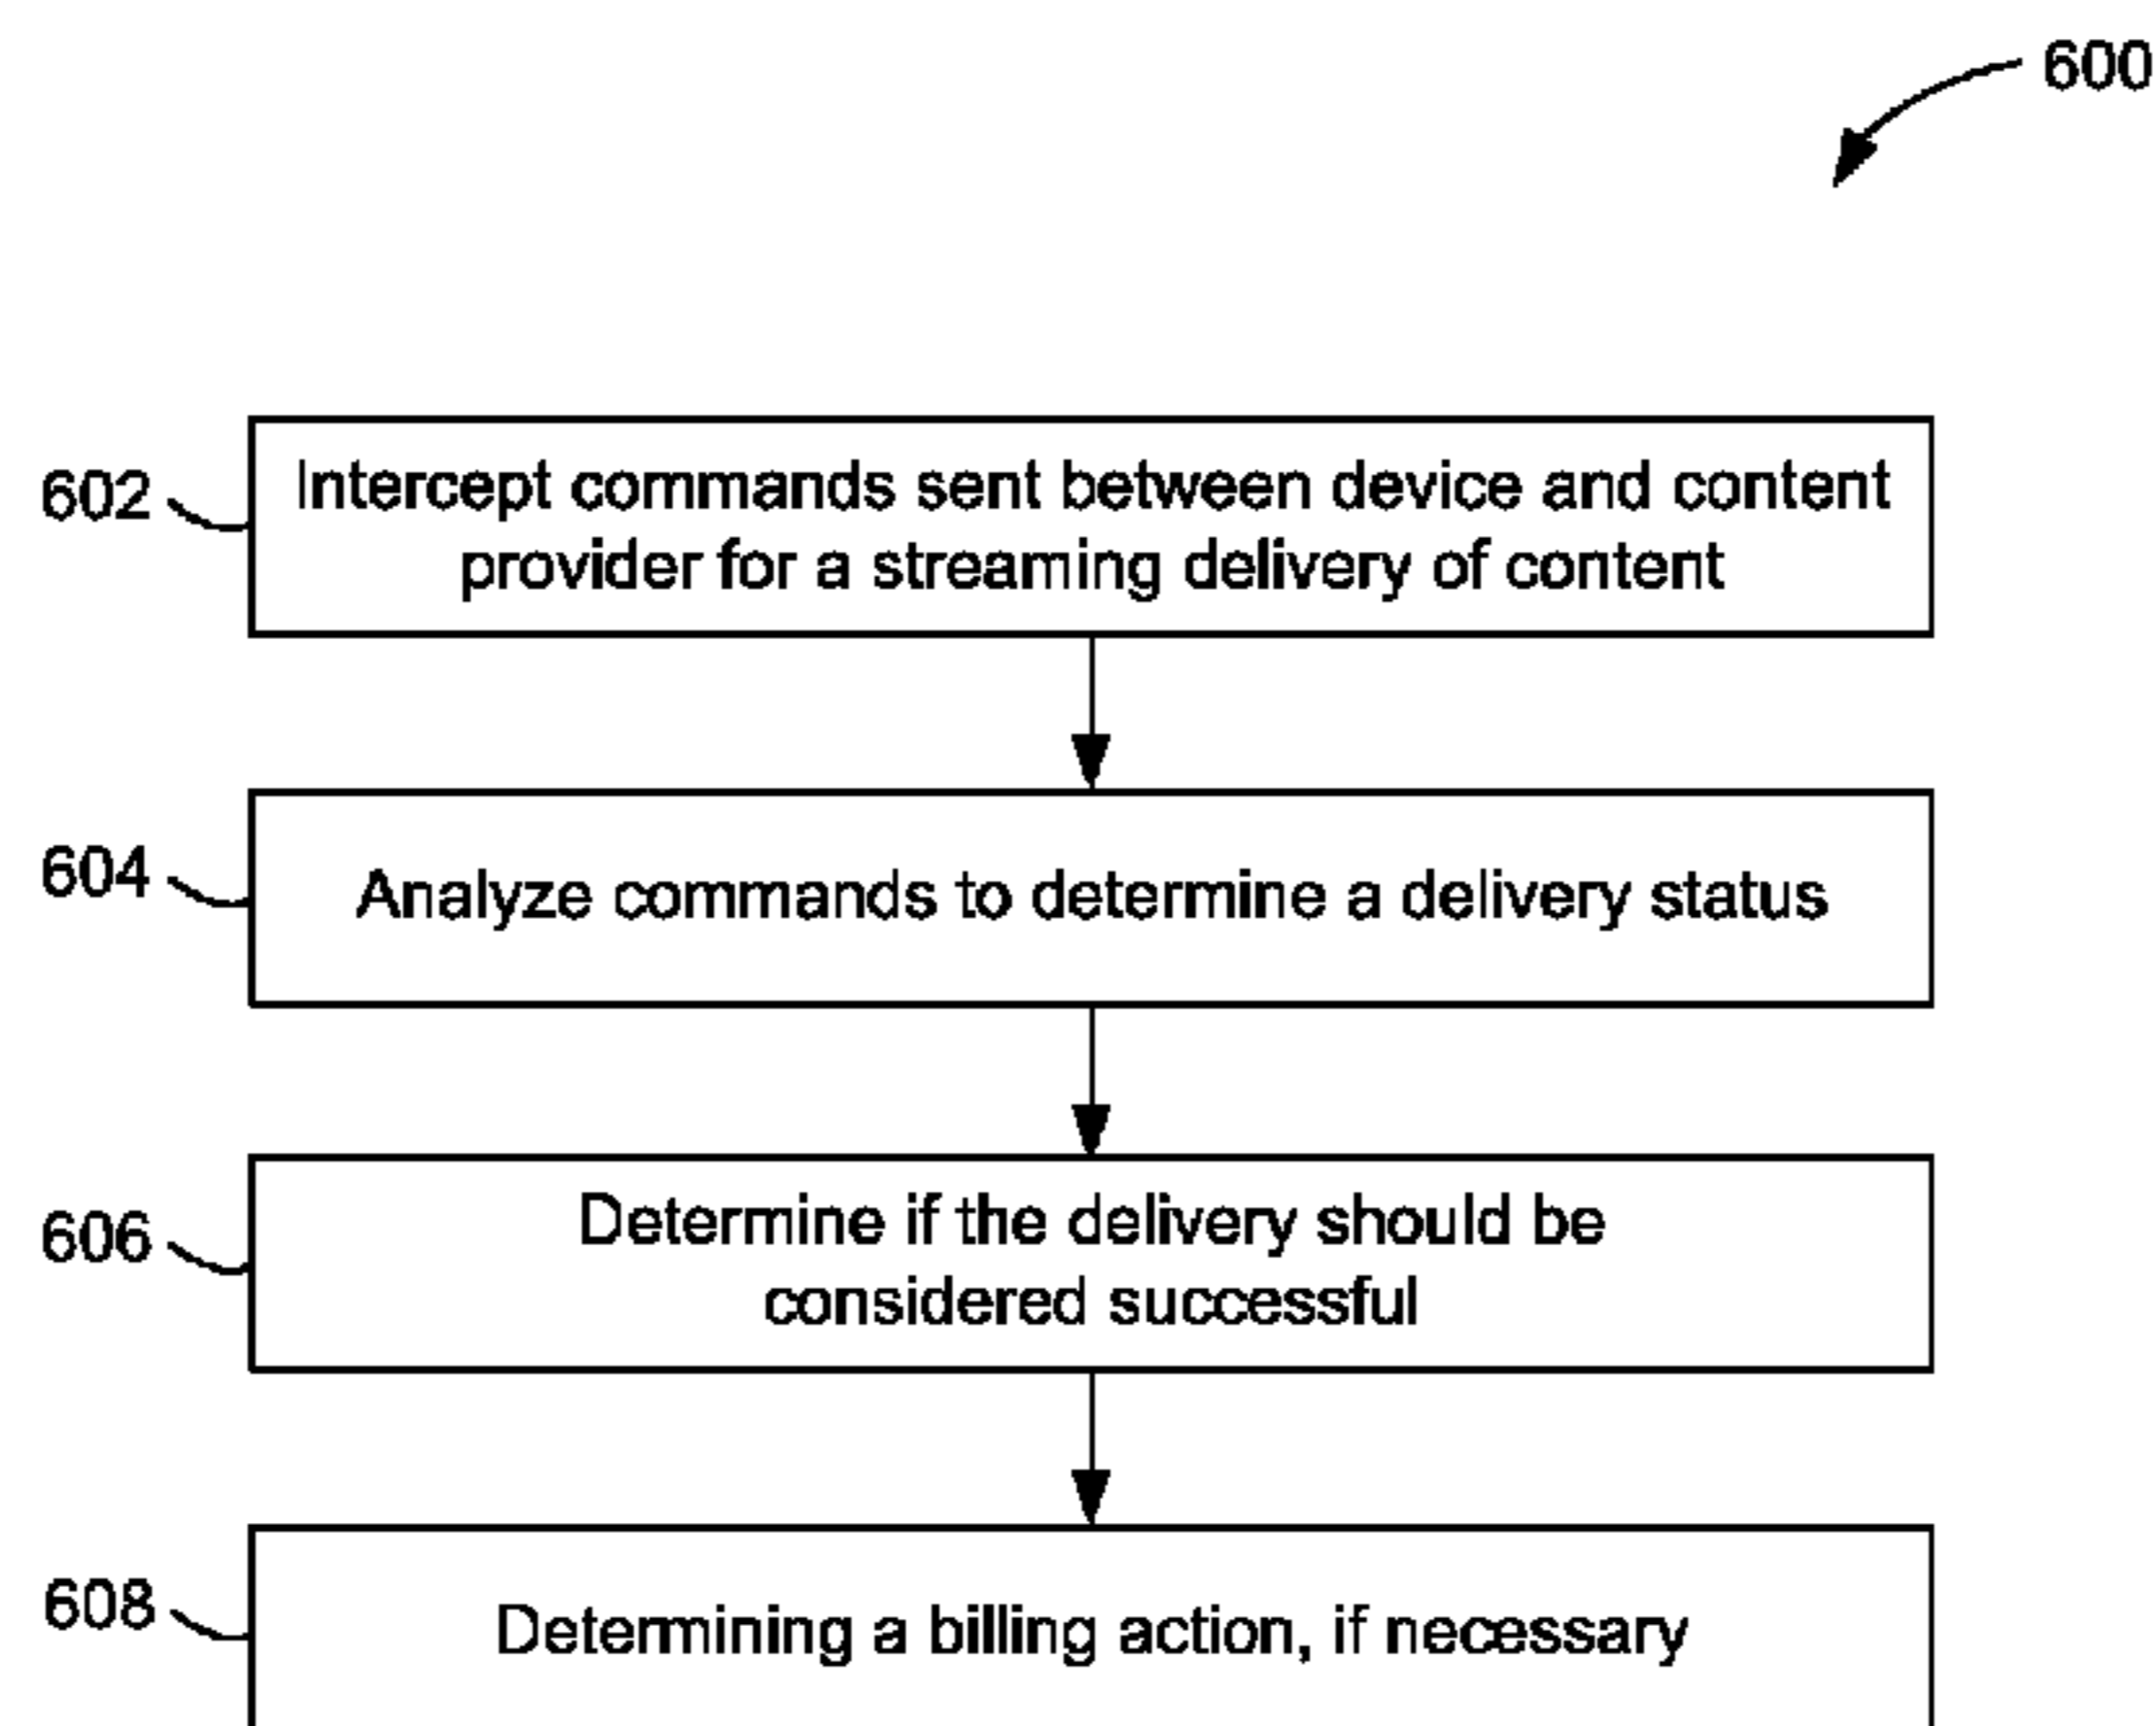 600
602
Intercept commands sent between device and content
provider for a streaming delivery of content
604
Analyze commands to determine a delivery status
606
Determine if the delivery should be
considered successful
608
Determining a billing action, if necessary